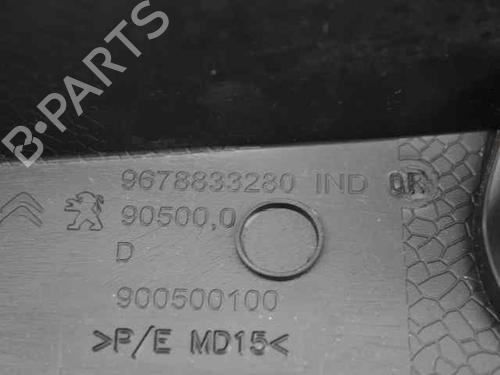 B-PARTS
9678833280 IND 0R
90500,0
D
900500100
>P/E MD15<